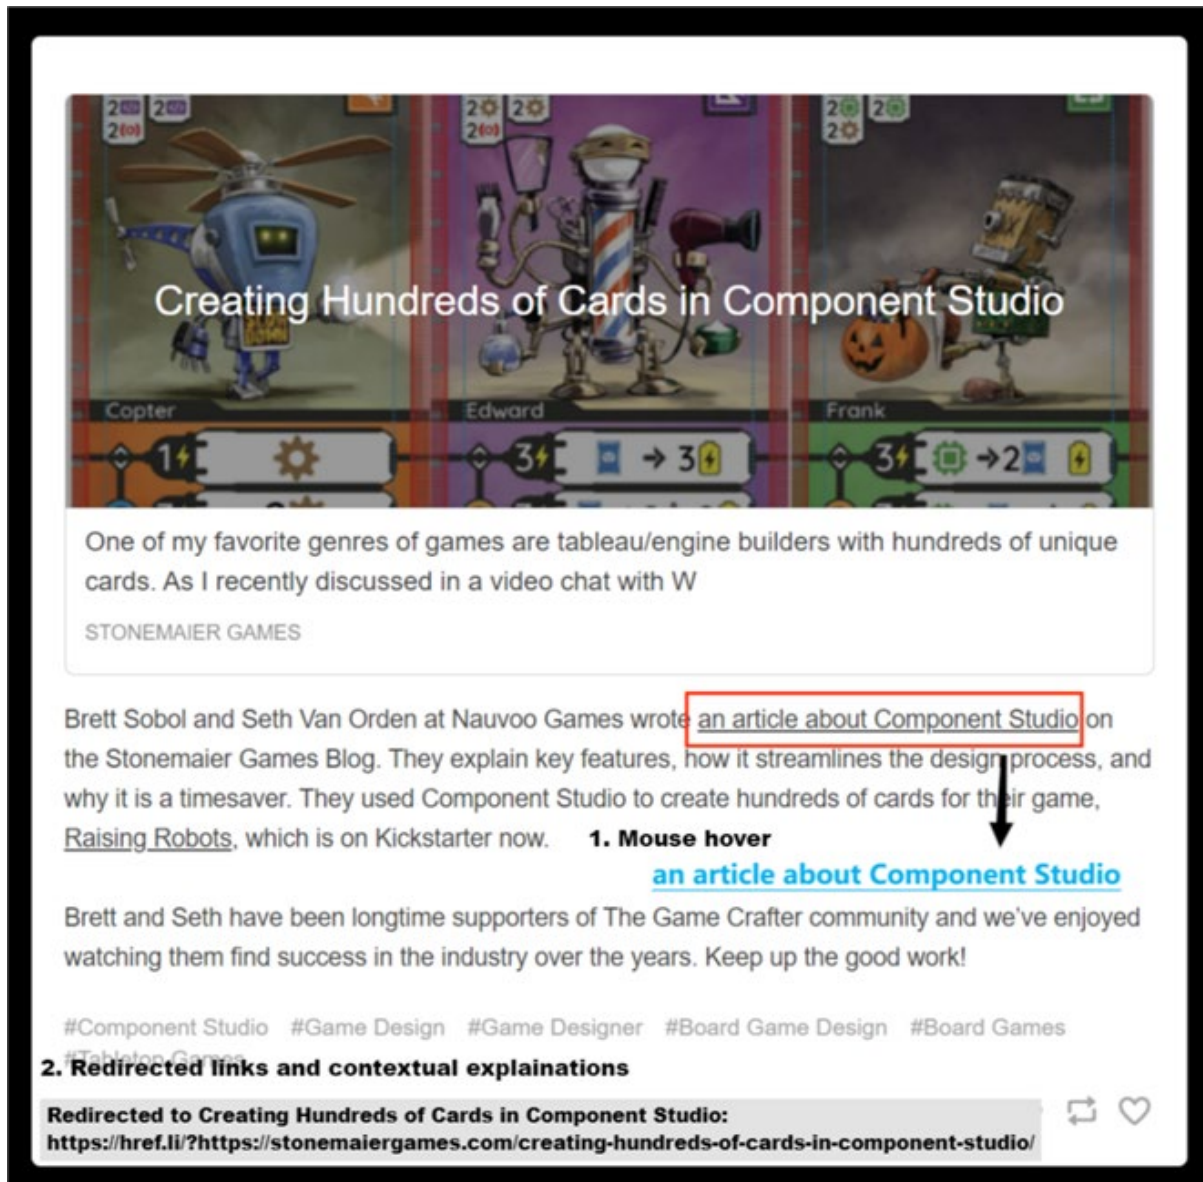 2 2
2
2 2
2
2 2
2
Creating Hundreds of Cards in Component Studio
Copter
Edward
Frank
1
3 → 3
3 → 2
One of my favorite genres of games are tableau/engine builders with hundreds of unique
cards. As I recently discussed in a video chat with W
STONEMAIER GAMES
Brett Sobol and Seth Van Orden at Nauvoo Games wrote an article about Component Studio on
the Stonemaier Games Blog. They explain key features, how it streamlines the design process, and
why it is a timesaver. They used Component Studio to create hundreds of cards for their game,
Raising Robots, which is on Kickstarter now.
1. Mouse hover
an article about Component Studio
Brett and Seth have been longtime supporters of The Game Crafter community and we've enjoyed
watching them find success in the industry over the years. Keep up the good work!
#Component Studio #Game Design #Game Designer #Board Game Design #Board Games
#Tabletop Games
2. Redirected links and contextual explainations
Redirected to Creating Hundreds of Cards in Component Studio:
https://href.li/?https://stonemaiergames.com/creating-hundreds-of-cards-in-component-studio/